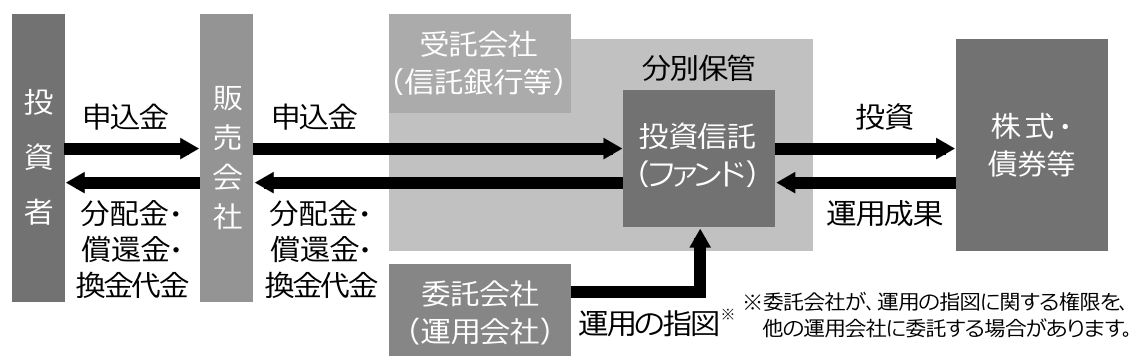 投資者
申込金
分配金・
償還金・
換金代金
販売会社
申込金
分配金・
償還金・
換金代金
受託会社
（信託銀行等）
分別保管
投資信託
（ファンド）
委託会社
（運用会社）
運用の指図※
投資
運用成果
株式・
債券等
※委託会社が、運用の指図に関する権限を、
他の運用会社に委託する場合があります。